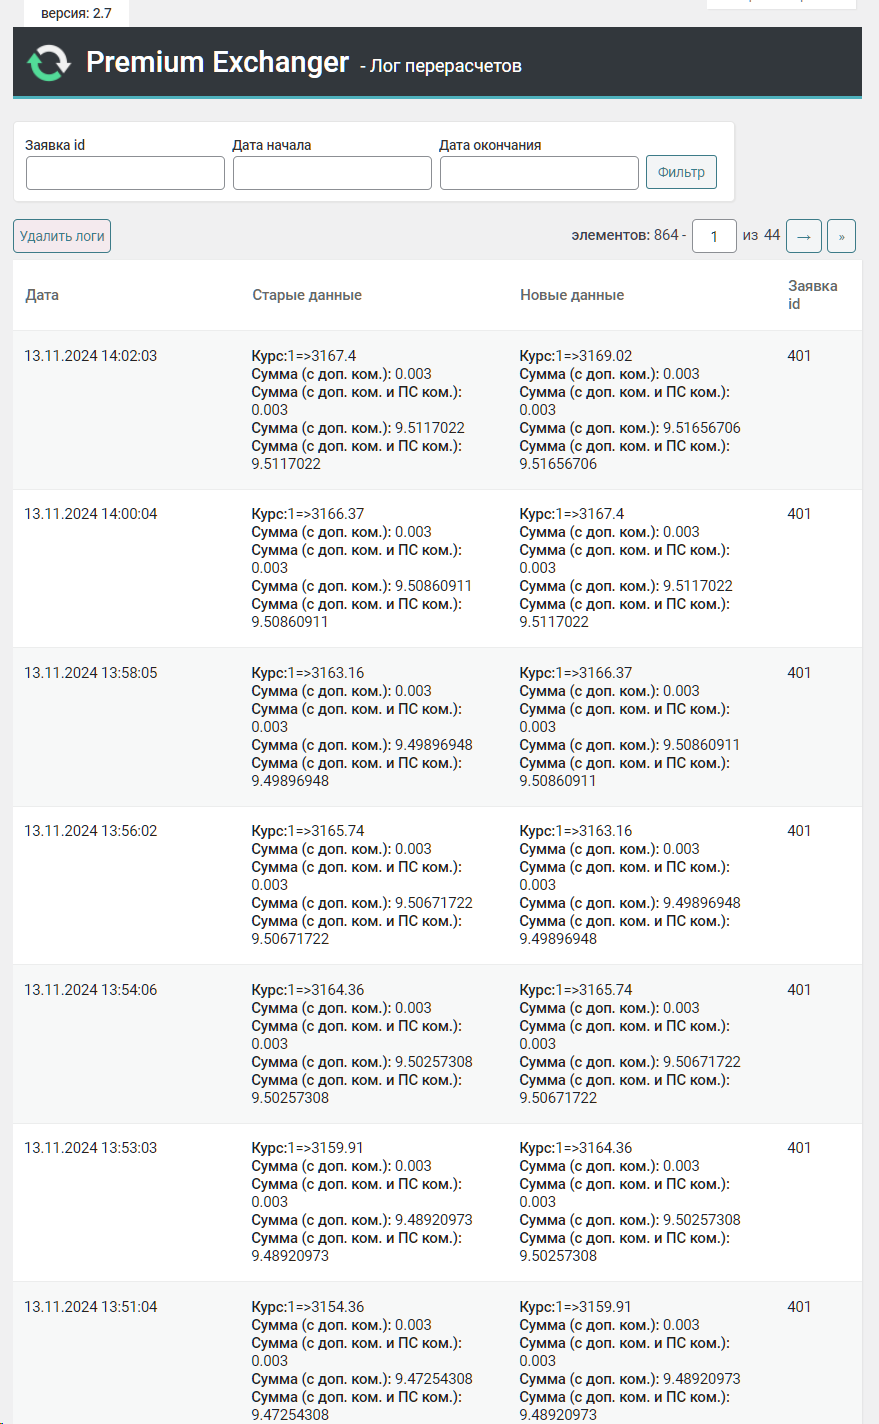 версия: 2.7
Premium Exchanger - Лог перерасчетов
Заявка id Дата начала Дата окончания
Фильтр
Удалить логи элементов: 864 - 1 из 44 → »
Дата Старые данные Новые данные Заявка id
13.11.2024 14:02:03 Курс:1=>3167.4 Курс:1=>3169.02 401
Сумма (с доп. ком.): 0.003 Сумма (с доп. ком.): 0.003
Сумма (с доп. ком. и ПС ком.): Сумма (с доп. ком. и ПС ком.):
0.003 0.003
Сумма (с доп. ком.): 9.5117022 Сумма (с доп. ком.): 9.51656706
Сумма (с доп. ком. и ПС ком.): Сумма (с доп. ком. и ПС ком.):
9.5117022 9.51656706
13.11.2024 14:00:04 Курс:1=>3166.37 Курс:1=>3167.4 401
Сумма (с доп. ком.): 0.003 Сумма (с доп. ком.): 0.003
Сумма (с доп. ком. и ПС ком.): Сумма (с доп. ком. и ПС ком.):
0.003 0.003
Сумма (с доп. ком.): 9.50860911 Сумма (с доп. ком.): 9.5117022
Сумма (с доп. ком. и ПС ком.): Сумма (с доп. ком. и ПС ком.):
9.50860911 9.5117022
13.11.2024 13:58:05 Курс:1=>3163.16 Курс:1=>3166.37 401
Сумма (с доп. ком.): 0.003 Сумма (с доп. ком.): 0.003
Сумма (с доп. ком. и ПС ком.): Сумма (с доп. ком. и ПС ком.):
0.003 0.003
Сумма (с доп. ком.): 9.49896948 Сумма (с доп. ком.): 9.50860911
Сумма (с доп. ком. и ПС ком.): Сумма (с доп. ком. и ПС ком.):
9.49896948 9.50860911
13.11.2024 13:56:02 Курс:1=>3165.74 Курс:1=>3163.16 401
Сумма (с доп. ком.): 0.003 Сумма (с доп. ком.): 0.003
Сумма (с доп. ком. и ПС ком.): Сумма (с доп. ком. и ПС ком.):
0.003 0.003
Сумма (с доп. ком.): 9.50671722 Сумма (с доп. ком.): 9.49896948
Сумма (с доп. ком. и ПС ком.): Сумма (с доп. ком. и ПС ком.):
9.50671722 9.49896948
13.11.2024 13:54:06 Курс:1=>3164.36 Курс:1=>3165.74 401
Сумма (с доп. ком.): 0.003 Сумма (с доп. ком.): 0.003
Сумма (с доп. ком. и ПС ком.): Сумма (с доп. ком. и ПС ком.):
0.003 0.003
Сумма (с доп. ком.): 9.50257308 Сумма (с доп. ком.): 9.50671722
Сумма (с доп. ком. и ПС ком.): Сумма (с доп. ком. и ПС ком.):
9.50257308 9.50671722
13.11.2024 13:53:03 Курс:1=>3159.91 Курс:1=>3164.36 401
Сумма (с доп. ком.): 0.003 Сумма (с доп. ком.): 0.003
Сумма (с доп. ком. и ПС ком.): Сумма (с доп. ком. и ПС ком.):
0.003 0.003
Сумма (с доп. ком.): 9.48920973 Сумма (с доп. ком.): 9.50257308
Сумма (с доп. ком. и ПС ком.): Сумма (с доп. ком. и ПС ком.):
9.48920973 9.50257308
13.11.2024 13:51:04 Курс:1=>3154.36 Курс:1=>3159.91 401
Сумма (с доп. ком.): 0.003 Сумма (с доп. ком.): 0.003
Сумма (с доп. ком. и ПС ком.): Сумма (с доп. ком. и ПС ком.):
0.003 0.003
Сумма (с доп. ком.): 9.47254308 Сумма (с доп. ком.): 9.48920973
Сумма (с доп. ком. и ПС ком.): Сумма (с доп. ком. и ПС ком.):
9.47254308 9.48920973